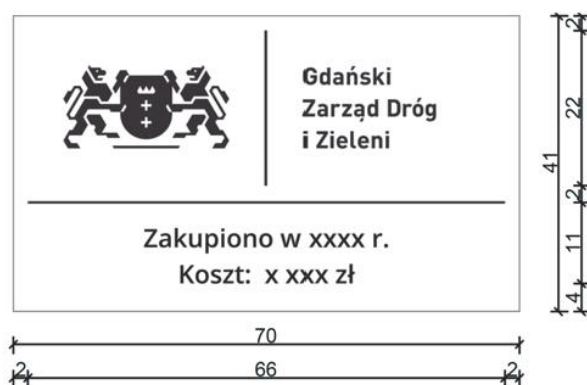 Gdański
Zarząd Dróg
i Zieleni
Zakupiono w xxxx r.
Koszt: x xxx zł
2
22
41
2
11
4
70
2
66
2